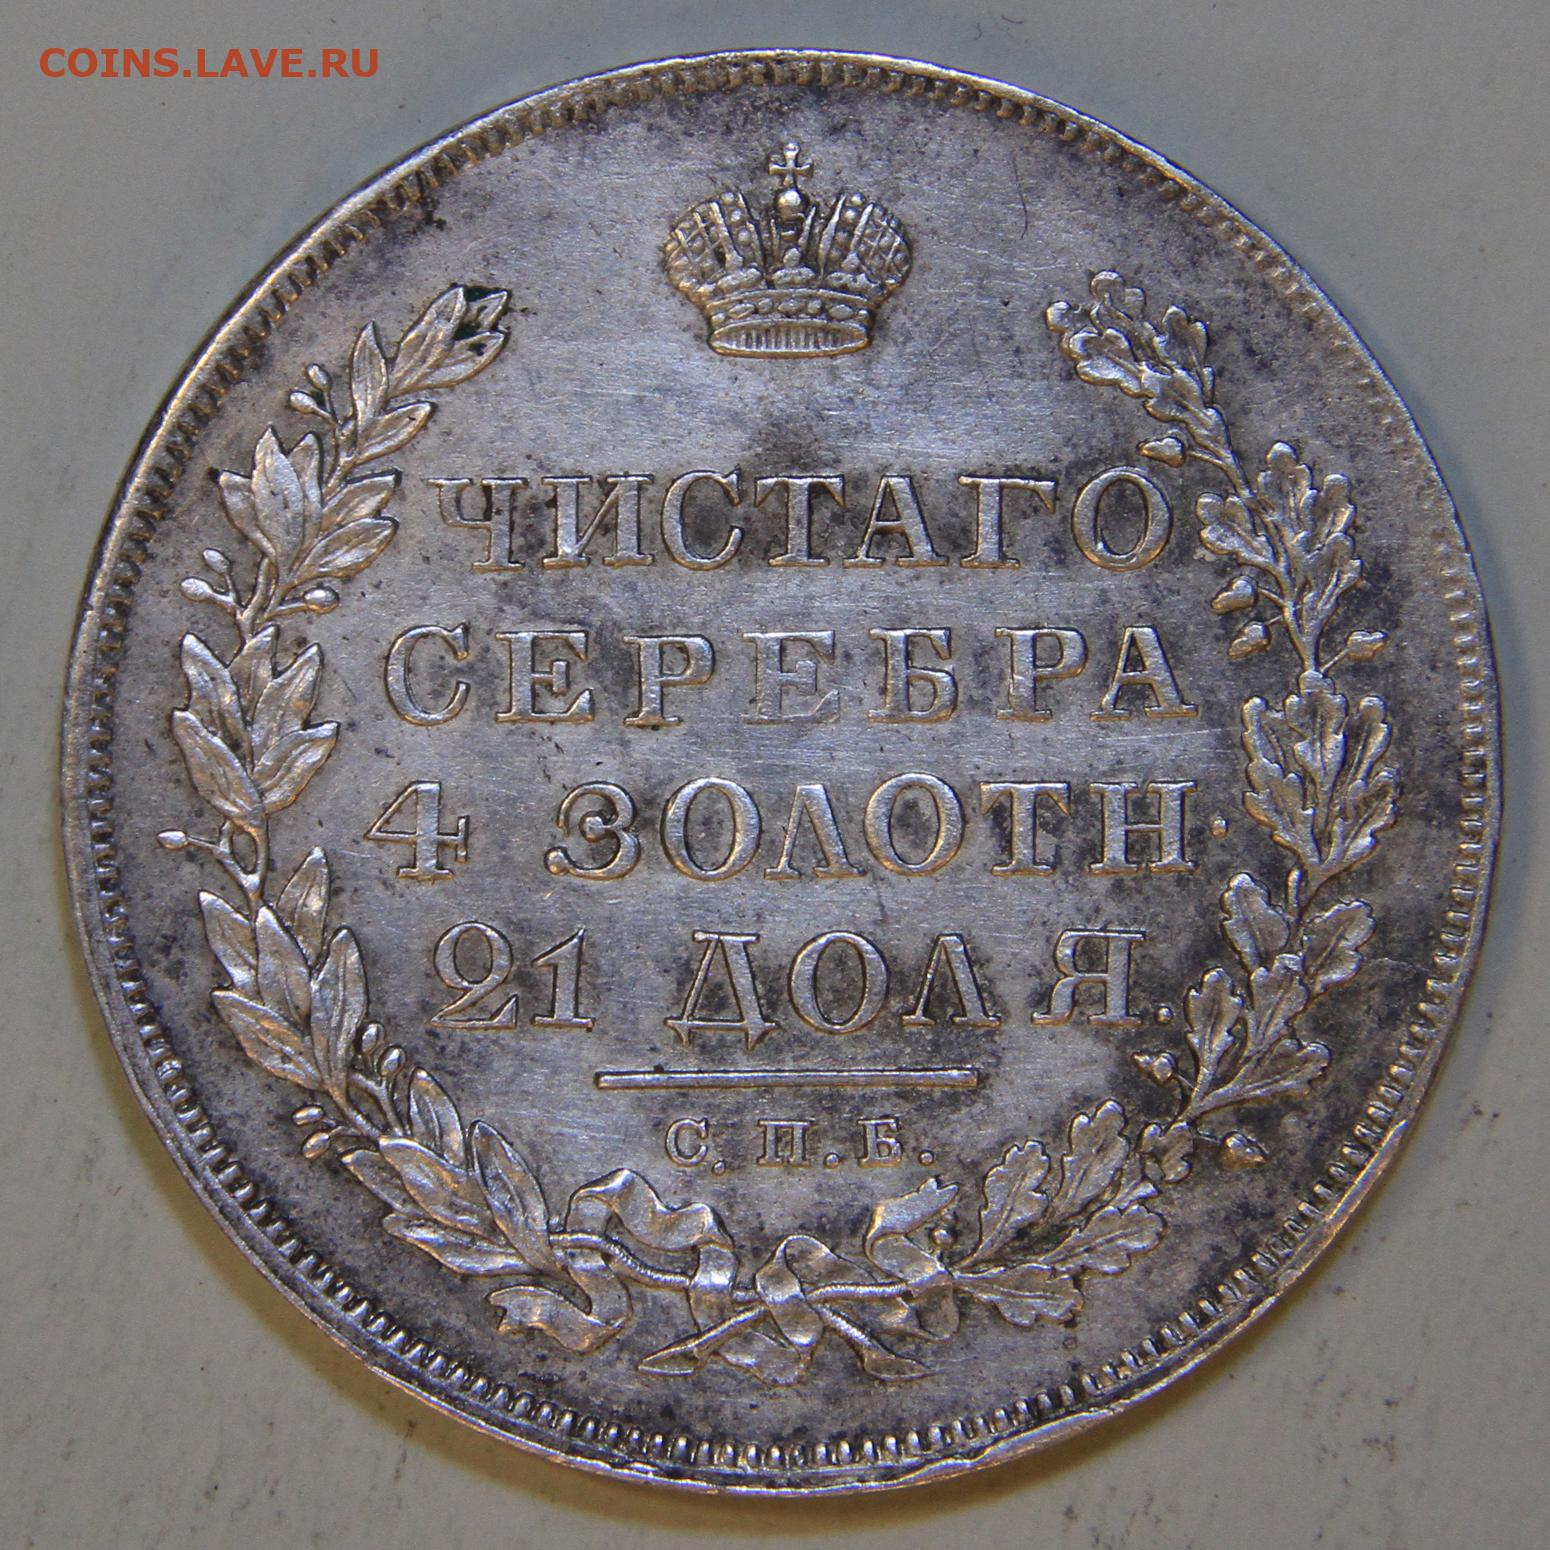 COINS.LAVE.RU
ЧИСТАГО
СЕРЕБРА
4 ЗОЛОТН.
21 ДОЛЯ.
С.П.Б.